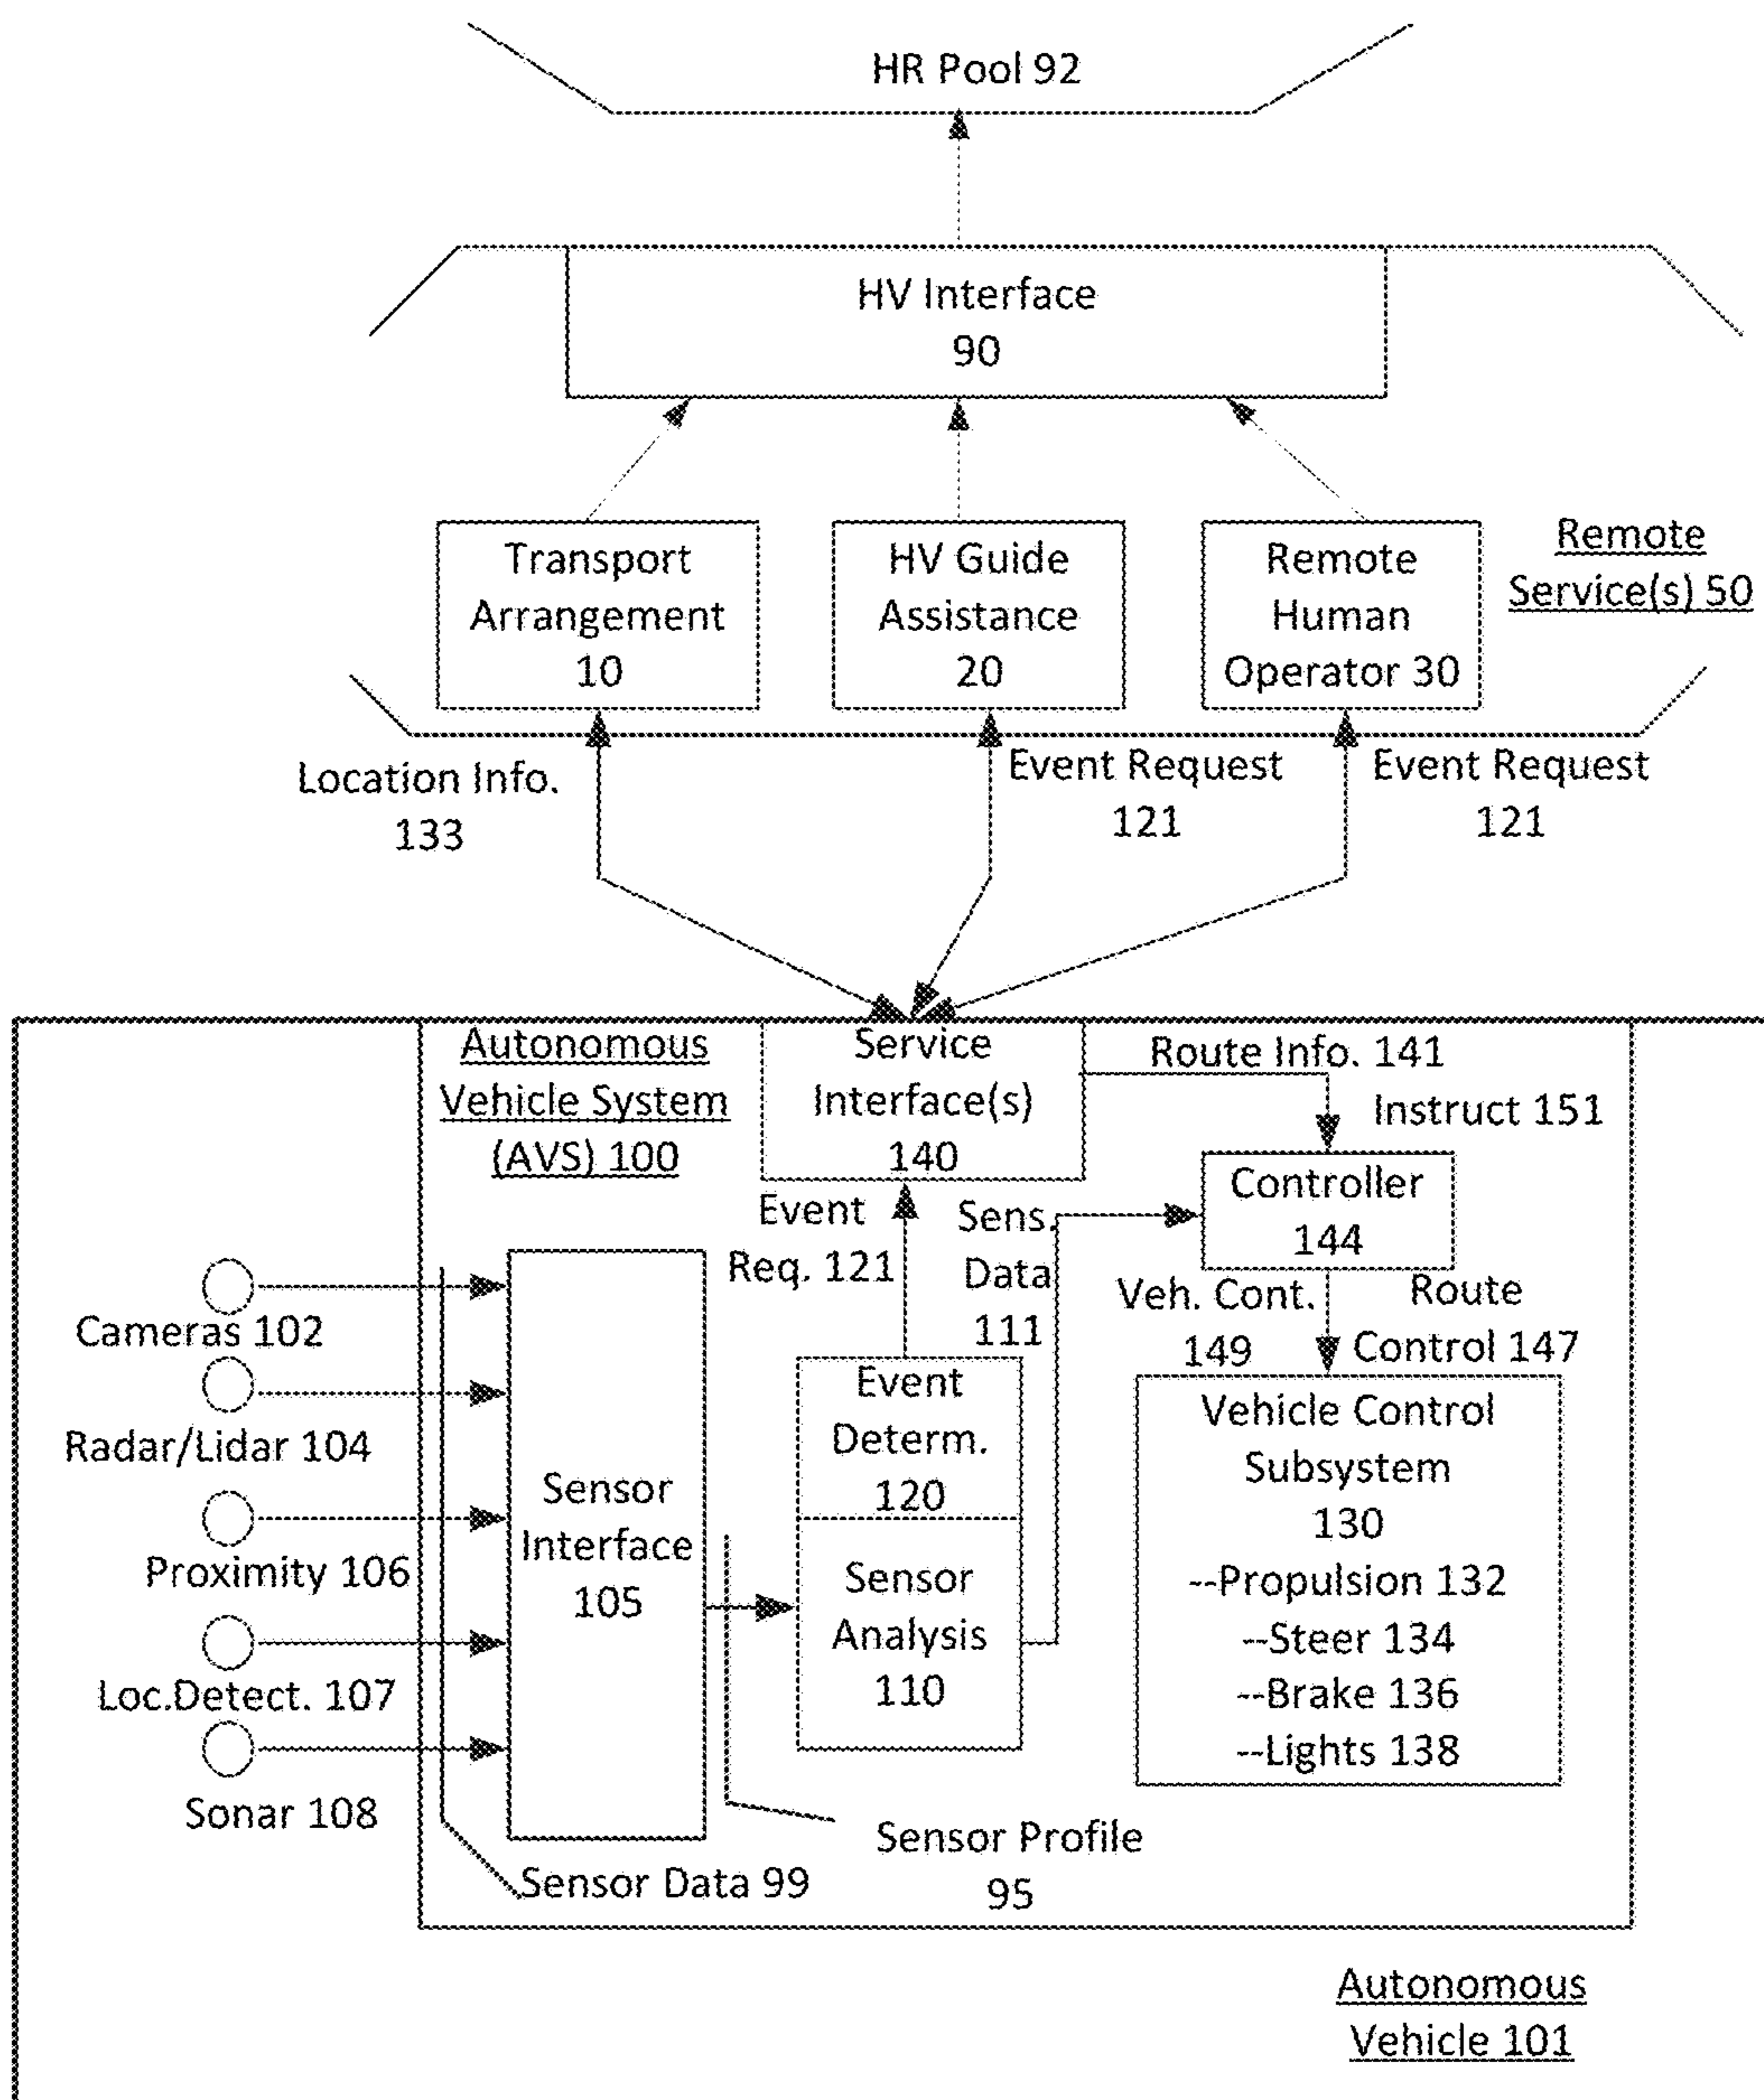 HR Pool 92
HV Interface
90
Transport
Arrangement
10
HV Guide
Assistance
20
Remote
Human
Operator 30
Remote
Service(s) 50
Location Info.
133
Event Request
121
Event Request
121
Autonomous
Vehicle System
(AVS) 100
Service
Interface(s)
140
Route Info. 141
Instruct 151
Controller
144
Event
Req. 121
Sens.
Data
111
Veh. Cont.
149
Route
Control 147
Cameras 102
Radar/Lidar 104
Proximity 106
Loc.Detect. 107
Sonar 108
Sensor
Interface
105
Event
Determ.
120
Sensor
Analysis
110
Vehicle Control
Subsystem
130
--Propulsion 132
--Steer 134
--Brake 136
--Lights 138
Sensor Data 99
Sensor Profile
95
Autonomous
Vehicle 101